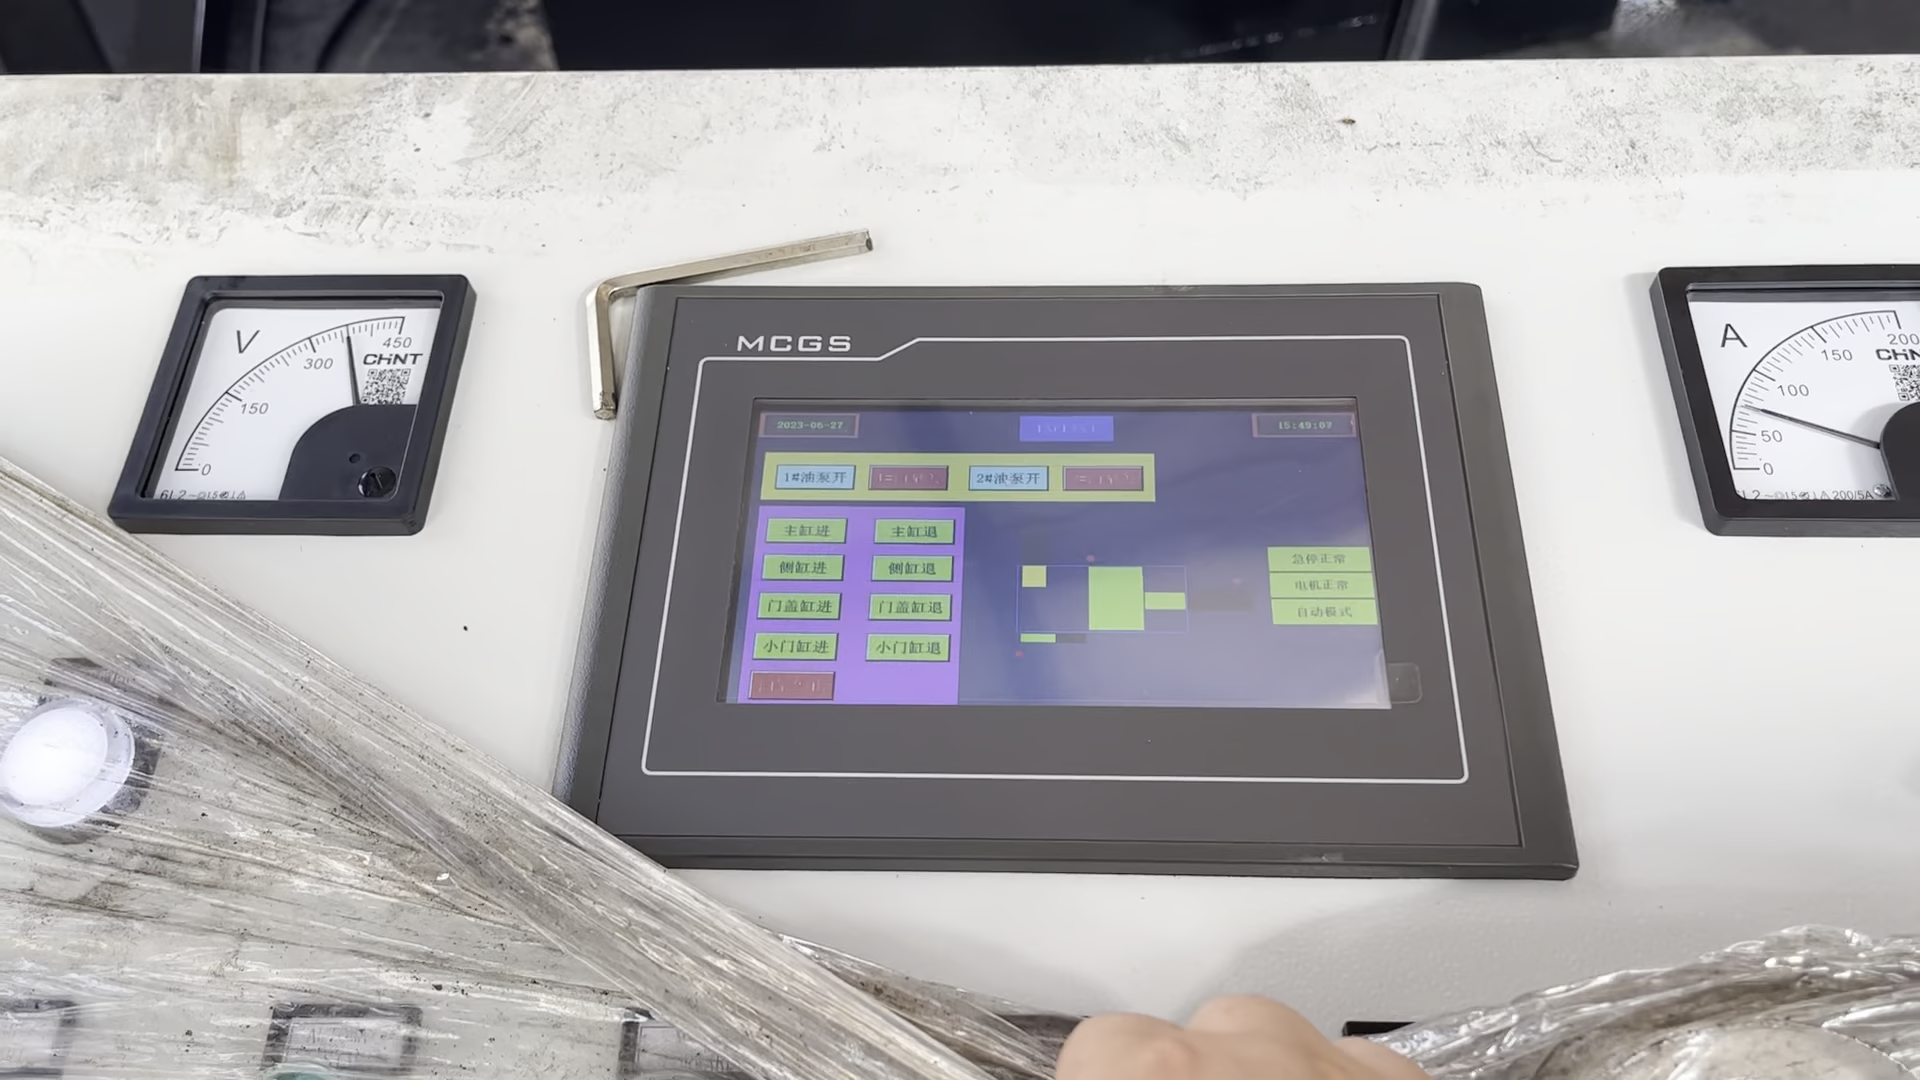 V
450
CHNT
300
150
0
MCGS
2023-06-27
15:49:07
1#油泵开
2#油泵开
主缸进
主缸退
侧缸进
侧缸退
门盖缸进
门盖缸退
小门缸进
小门缸退
急停正常
电机正常
自动模式
A
200
150
100
50
0
200/5A